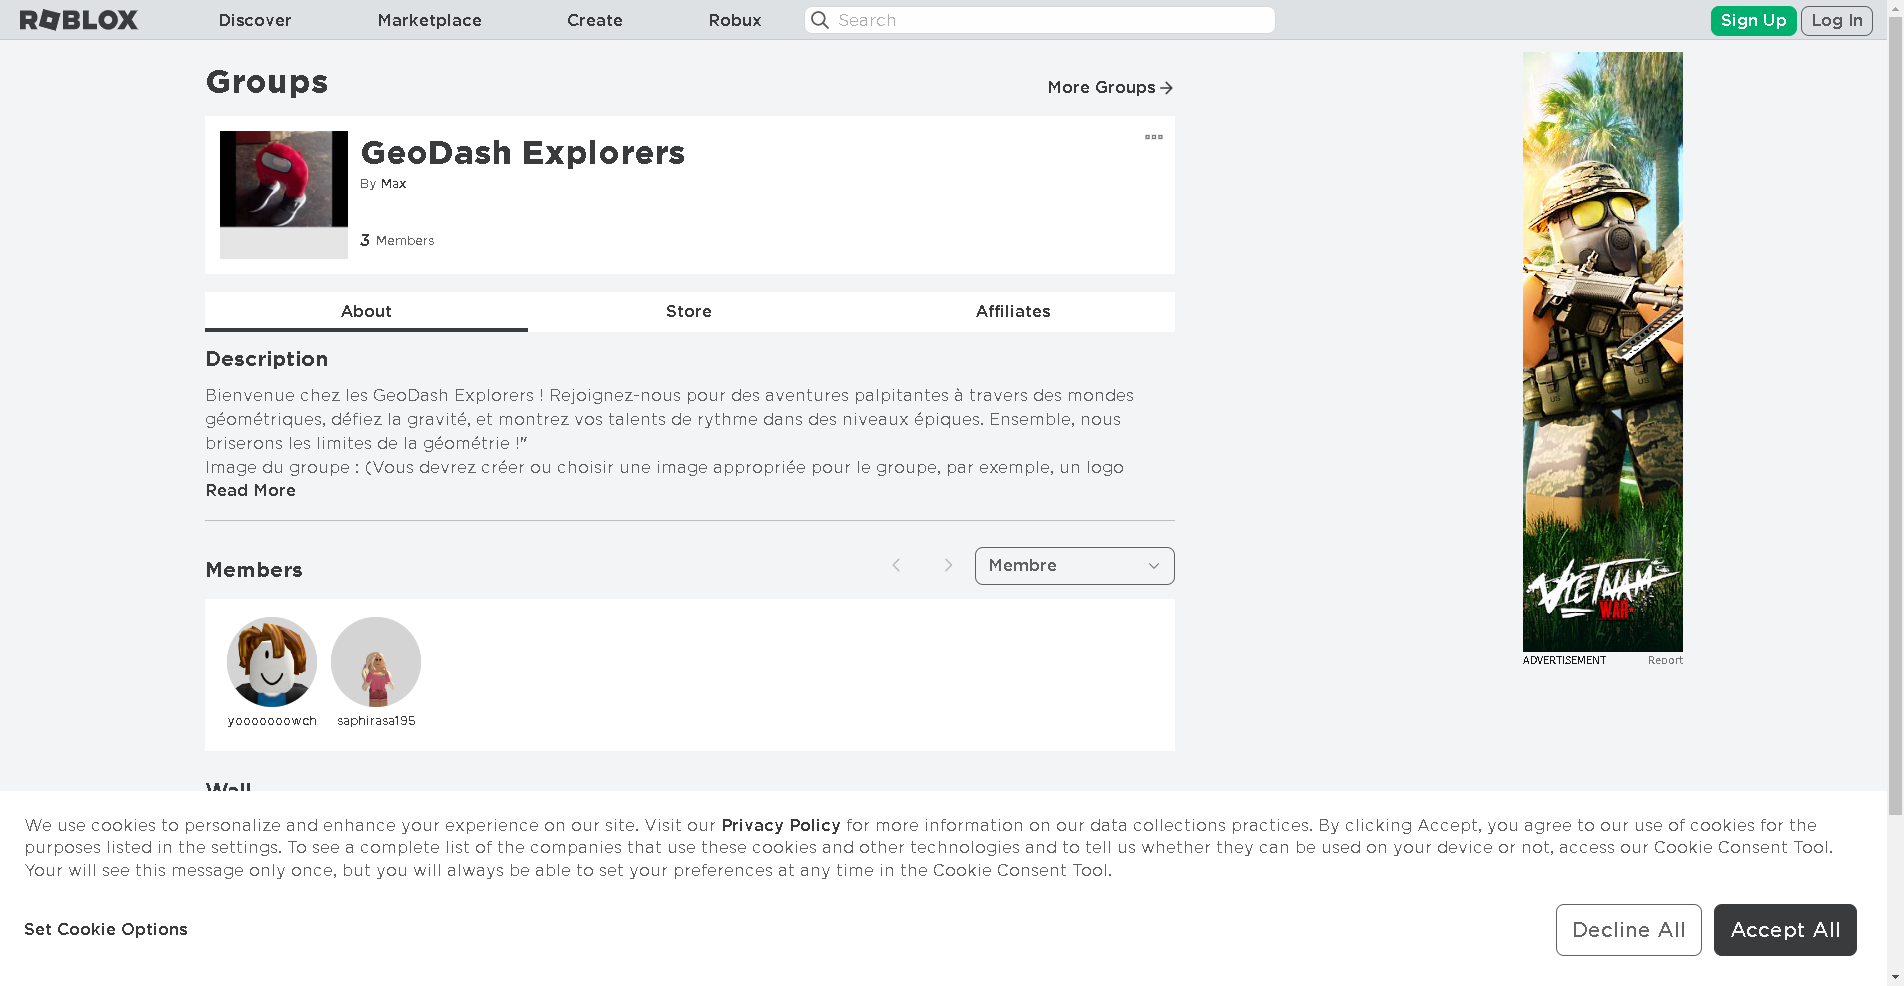 ROBLOX
Discover
Marketplace
Create
Robux
Search
Sign Up
Log In
Groups
More Groups
GeoDash Explorers
By Max
3 Members
About
Store
Affiliates
Description
Bienvenue chez les GeoDash Explorers ! Rejoignez-nous pour des aventures palpitantes à travers des mondes
géométriques, défiez la gravité, et montrez vos talents de rythme dans des niveaux épiques. Ensemble, nous
briserons les limites de la géométrie !"
Image du groupe : (Vous devrez créer ou choisir une image appropriée pour le groupe, par exemple, un logo
Read More
Members
Membre
yooooooowch
saphirasa195
Wall
US
US
VIETNAM
WAR
ADVERTISEMENT
Report
We use cookies to personalize and enhance your experience on our site. Visit our Privacy Policy for more information on our data collections practices. By clicking Accept, you agree to our use of cookies for the
purposes listed in the settings. To see a complete list of the companies that use these cookies and other technologies and to tell us whether they can be used on your device or not, access our Cookie Consent Tool.
Your will see this message only once, but you will always be able to set your preferences at any time in the Cookie Consent Tool.
Set Cookie Options
Decline All
Accept All